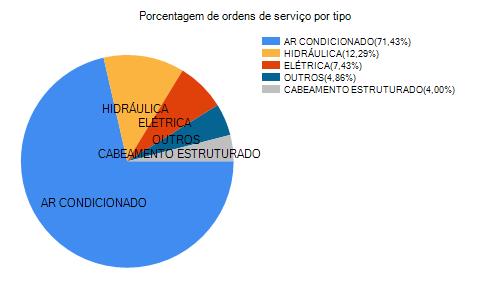 Porcentagem de ordens de serviço por tipo
AR CONDICIONADO(71,43%)
HIDRÁULICA(12,29%)
ELÉTRICA(7,43%)
OUTROS(4,86%)
CABEAMENTO ESTRUTURADO(4,00%)
HIDRÁULICA
ELÉTRICA
OUTROS
CABEAMENTO ESTRUTURADO
AR CONDICIONADO